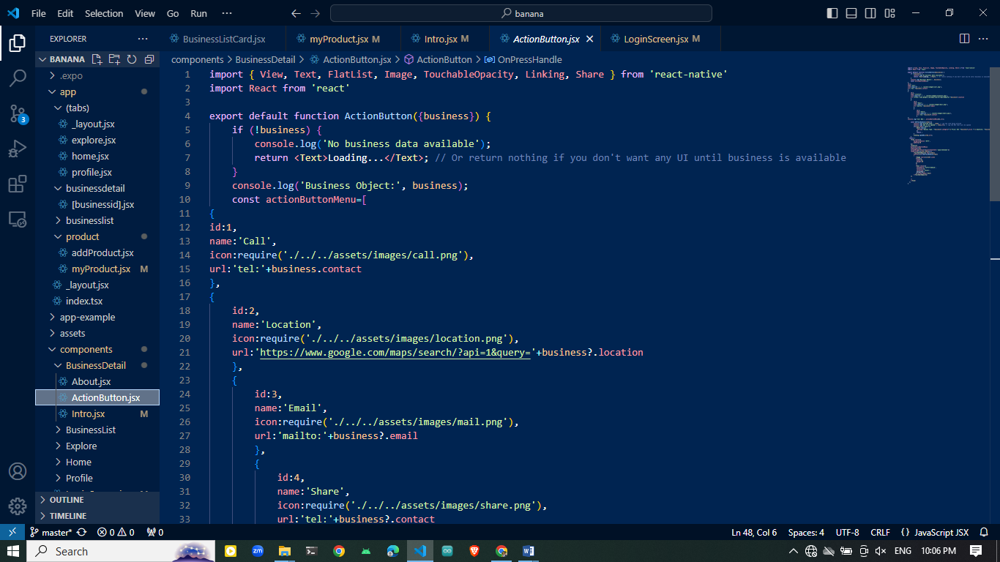 File Edit Selection View Go Run ··· banana
EXPLORER ···
BusinessListCard.jsx myProduct.jsx M Intro.jsx M ActionButton.jsx LoginScreen.jsx M
components > BusinessDetail > ActionButton.jsx > ActionButton > OnPressHandle
BANANA
.expo
app
(tabs)
_layout.jsx
explore.jsx
home.jsx
profile.jsx
businessdetail
[businessid].jsx
businesslist
product
addProduct.jsx
myProduct.jsx M
_layout.jsx
index.tsx
app-example
assets
components
BusinessDetail
About.jsx
ActionButton.jsx
Intro.jsx M
BusinessList
Explore
Home
Profile
OUTLINE
TIMELINE
3
1 import { View, Text, FlatList, Image, TouchableOpacity, Linking, Share } from 'react-native'
2 import React from 'react'
3
4 export default function ActionButton({business}) {
5 if (!business) {
6 console.log('No business data available');
7 return <Text>Loading...</Text>; // Or return nothing if you don't want any UI until business is available
8 }
9 console.log('Business Object:', business);
10 const actionButtonMenu=[
11 {
12 id:1,
13 name:'Call',
14 icon:require('./../../assets/images/call.png'),
15 url:'tel:'+business.contact
16 },
17 {
18 id:2,
19 name:'Location',
20 icon:require('./../../assets/images/location.png'),
21 url:'https://www.google.com/maps/search/?api=1&query='+business?.location
22 },
23 {
24 id:3,
25 name:'Email',
26 icon:require('./../../assets/images/mail.png'),
27 url:'mailto:'+business?.email
28 },
29 {
30 id:4,
31 name:'Share',
32 icon:require('./../../assets/images/share.png'),
33 url:'tel:'+business?.contact
master* 0 0 0 Ln 48, Col 6 Spaces: 4 UTF-8 CRLF {} JavaScript JSX
Search zm ENG 10:06 PM